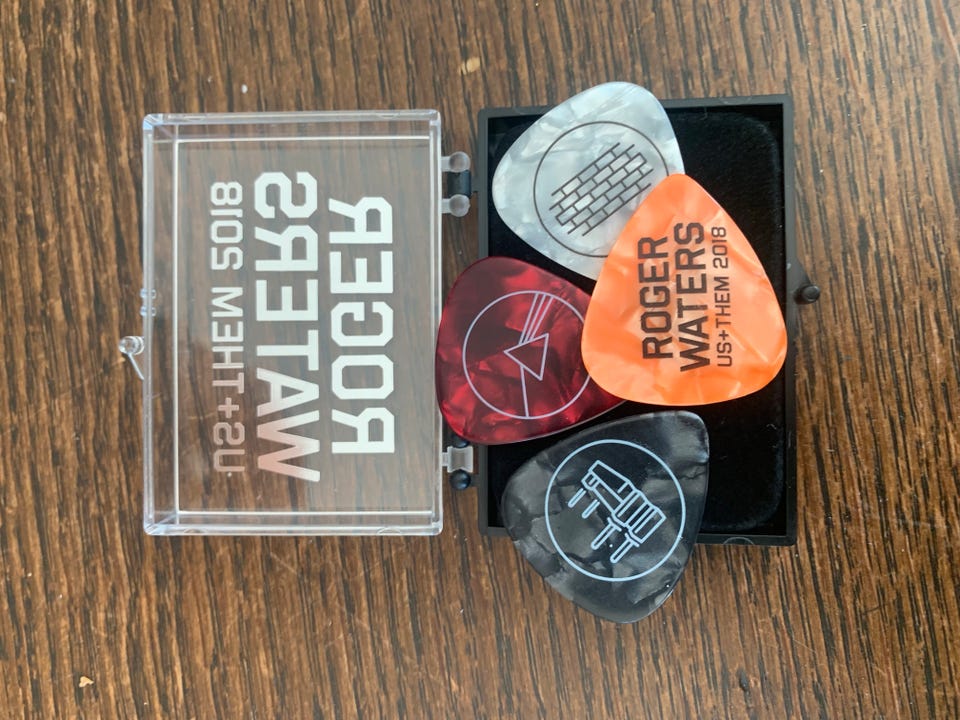 ROGER
WATERS
US+THEM 2018
ROGER
WATERS
US+THEM 2018